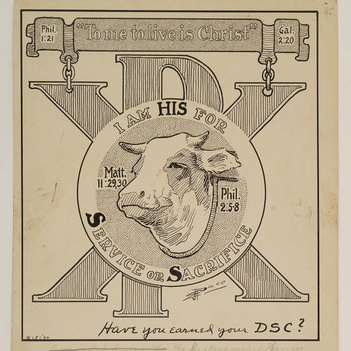 Phil.
1:21
"To me to live is Christ"
Gal.
2:20
I AM HIS FOR
Matt.
11:29,30
Phil.
2:5-8
SERVICE OR SACRIFICE
Have you earned your DSC?